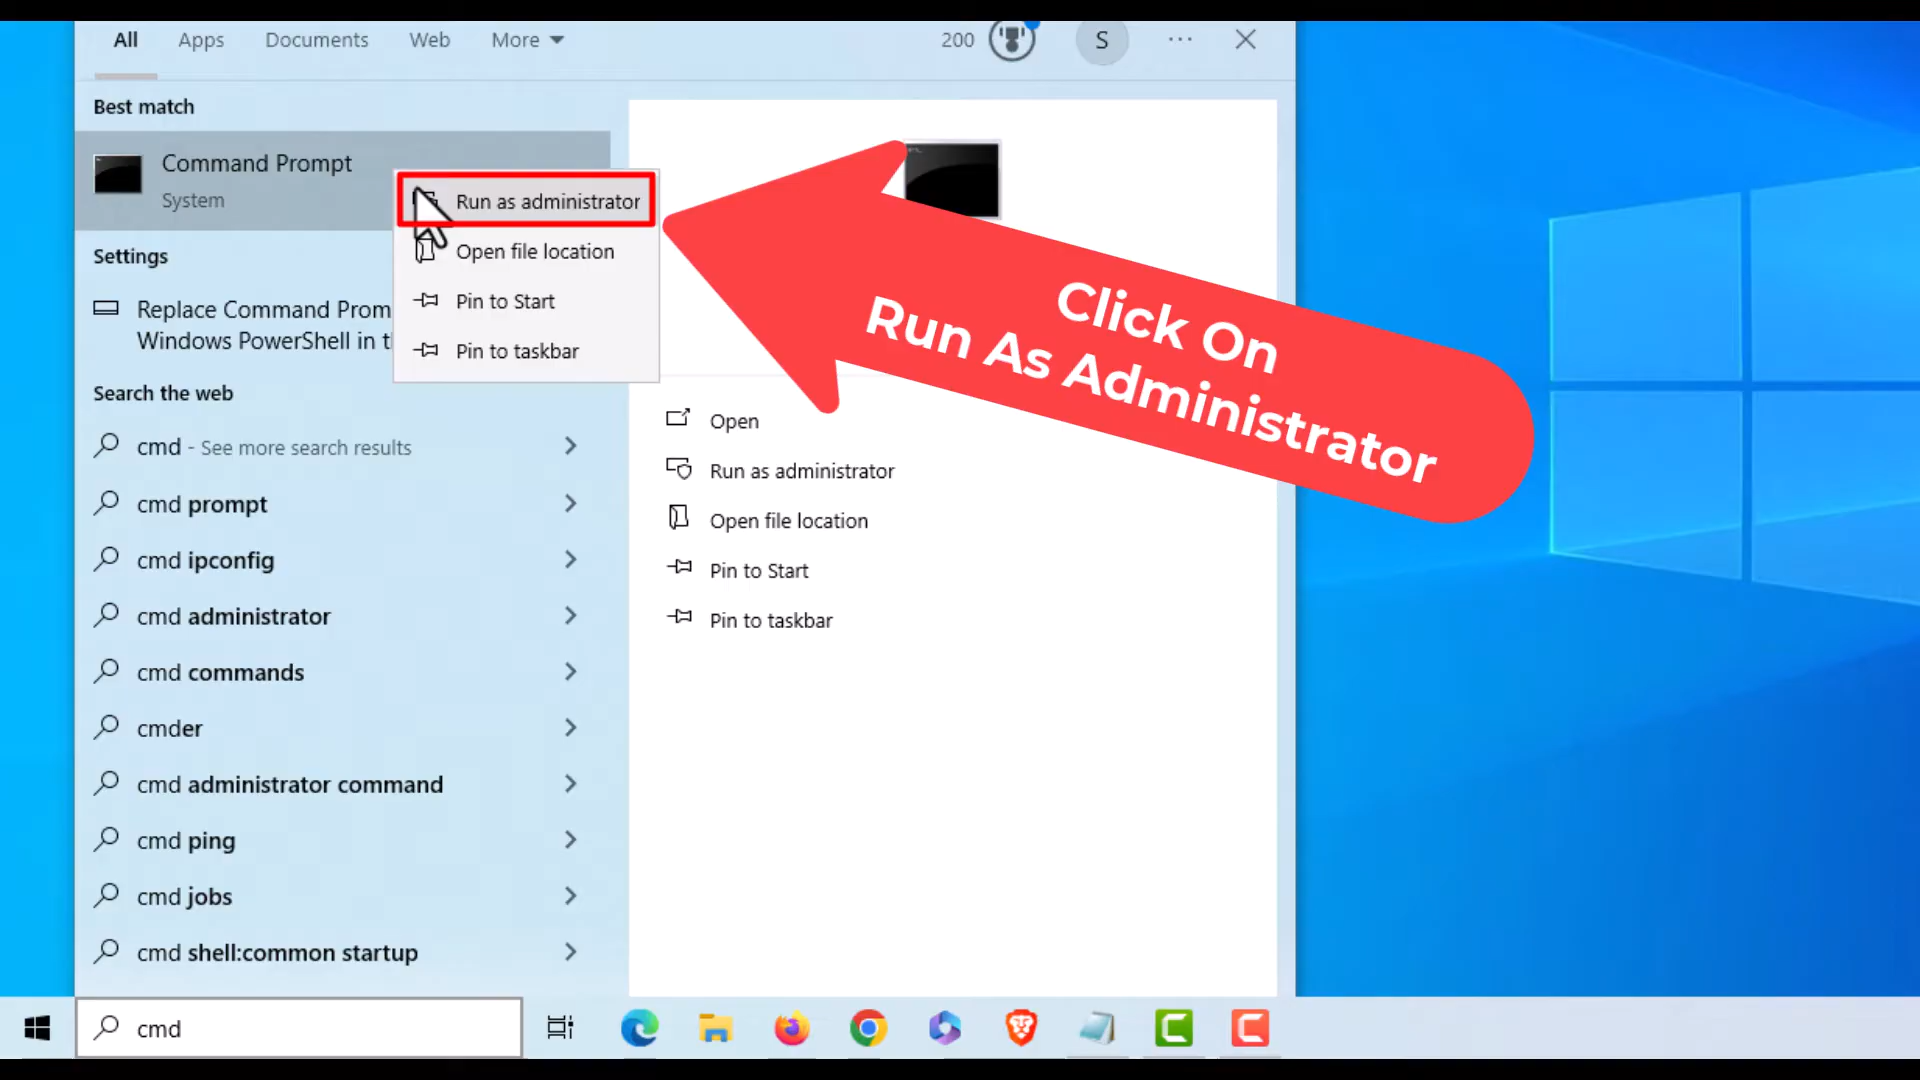 All Apps Documents Web More 200 S ...
Best match
Command Prompt
System
Run as administrator
Open file location
Pin to Start
Pin to taskbar
Settings
Replace Command Prom
Windows PowerShell in t
Search the web
cmd - See more search results
cmd prompt
cmd ipconfig
cmd administrator
cmd commands
cmder
cmd administrator command
cmd ping
cmd jobs
cmd shell:common startup
Click On
Run As Administrator
Open
Run as administrator
Open file location
Pin to Start
Pin to taskbar
cmd